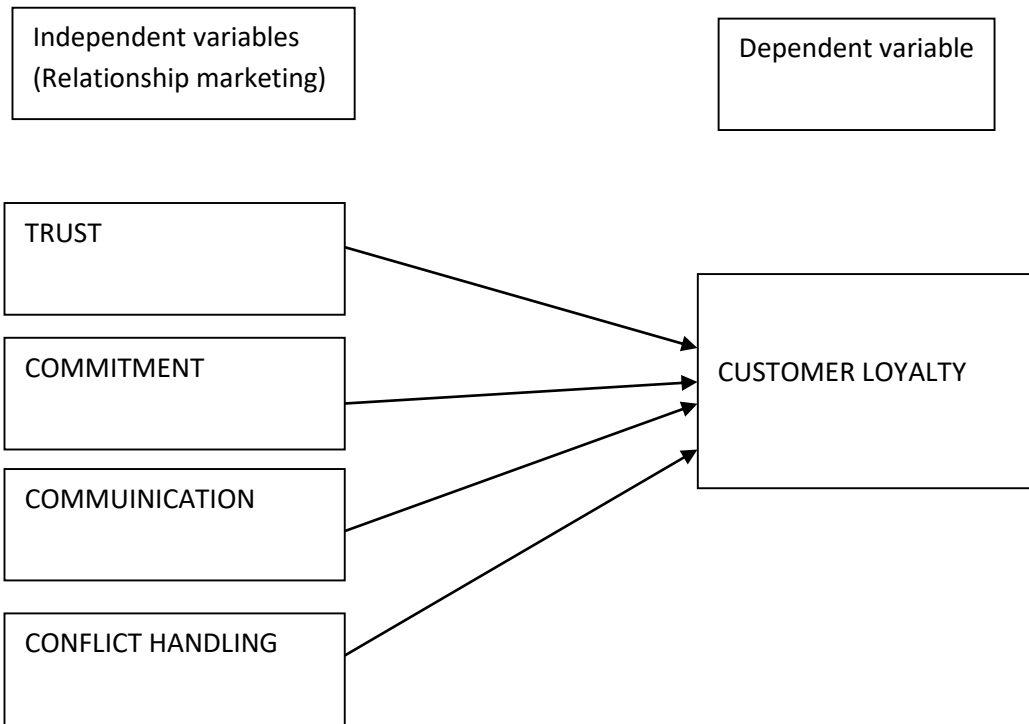 Independent variables
(Relationship marketing)
Dependent variable
TRUST
COMMITMENT
CUSTOMER LOYALTY
COMMUINICATION
CONFLICT HANDLING